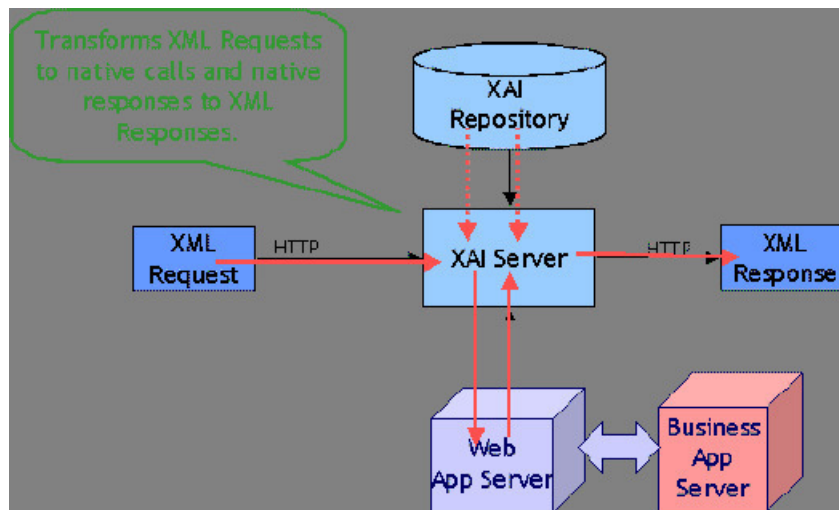 Transforms XML Requests
to native calls and native
responses to XML
Responses.
XAI
Repository
XML
Request
HTTP
XAI Server
HTTP
XML
Response
Web
App Server
Business
App
Server